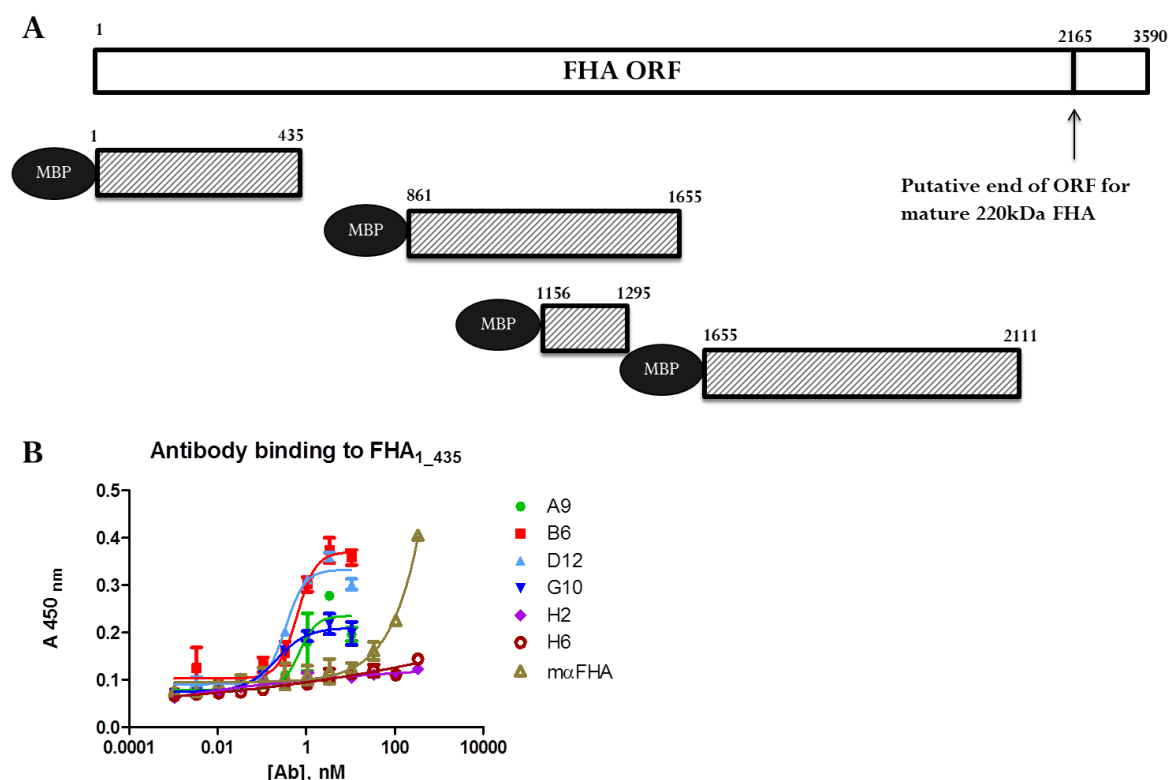 A
1
2165
3590
FHA ORF
1
435
MBP
Putative end of ORF for
mature 220kDa FHA
861
1655
MBP
1156
1295
MBP
1655
2111
MBP
B
Antibody binding to FHA1_435
0.5
0.4
0.3
0.2
0.1
0.0
A 450 nm
0.0001
0.01
1
100
10000
[Ab], nM
A9
B6
D12
G10
H2
H6
mαFHA